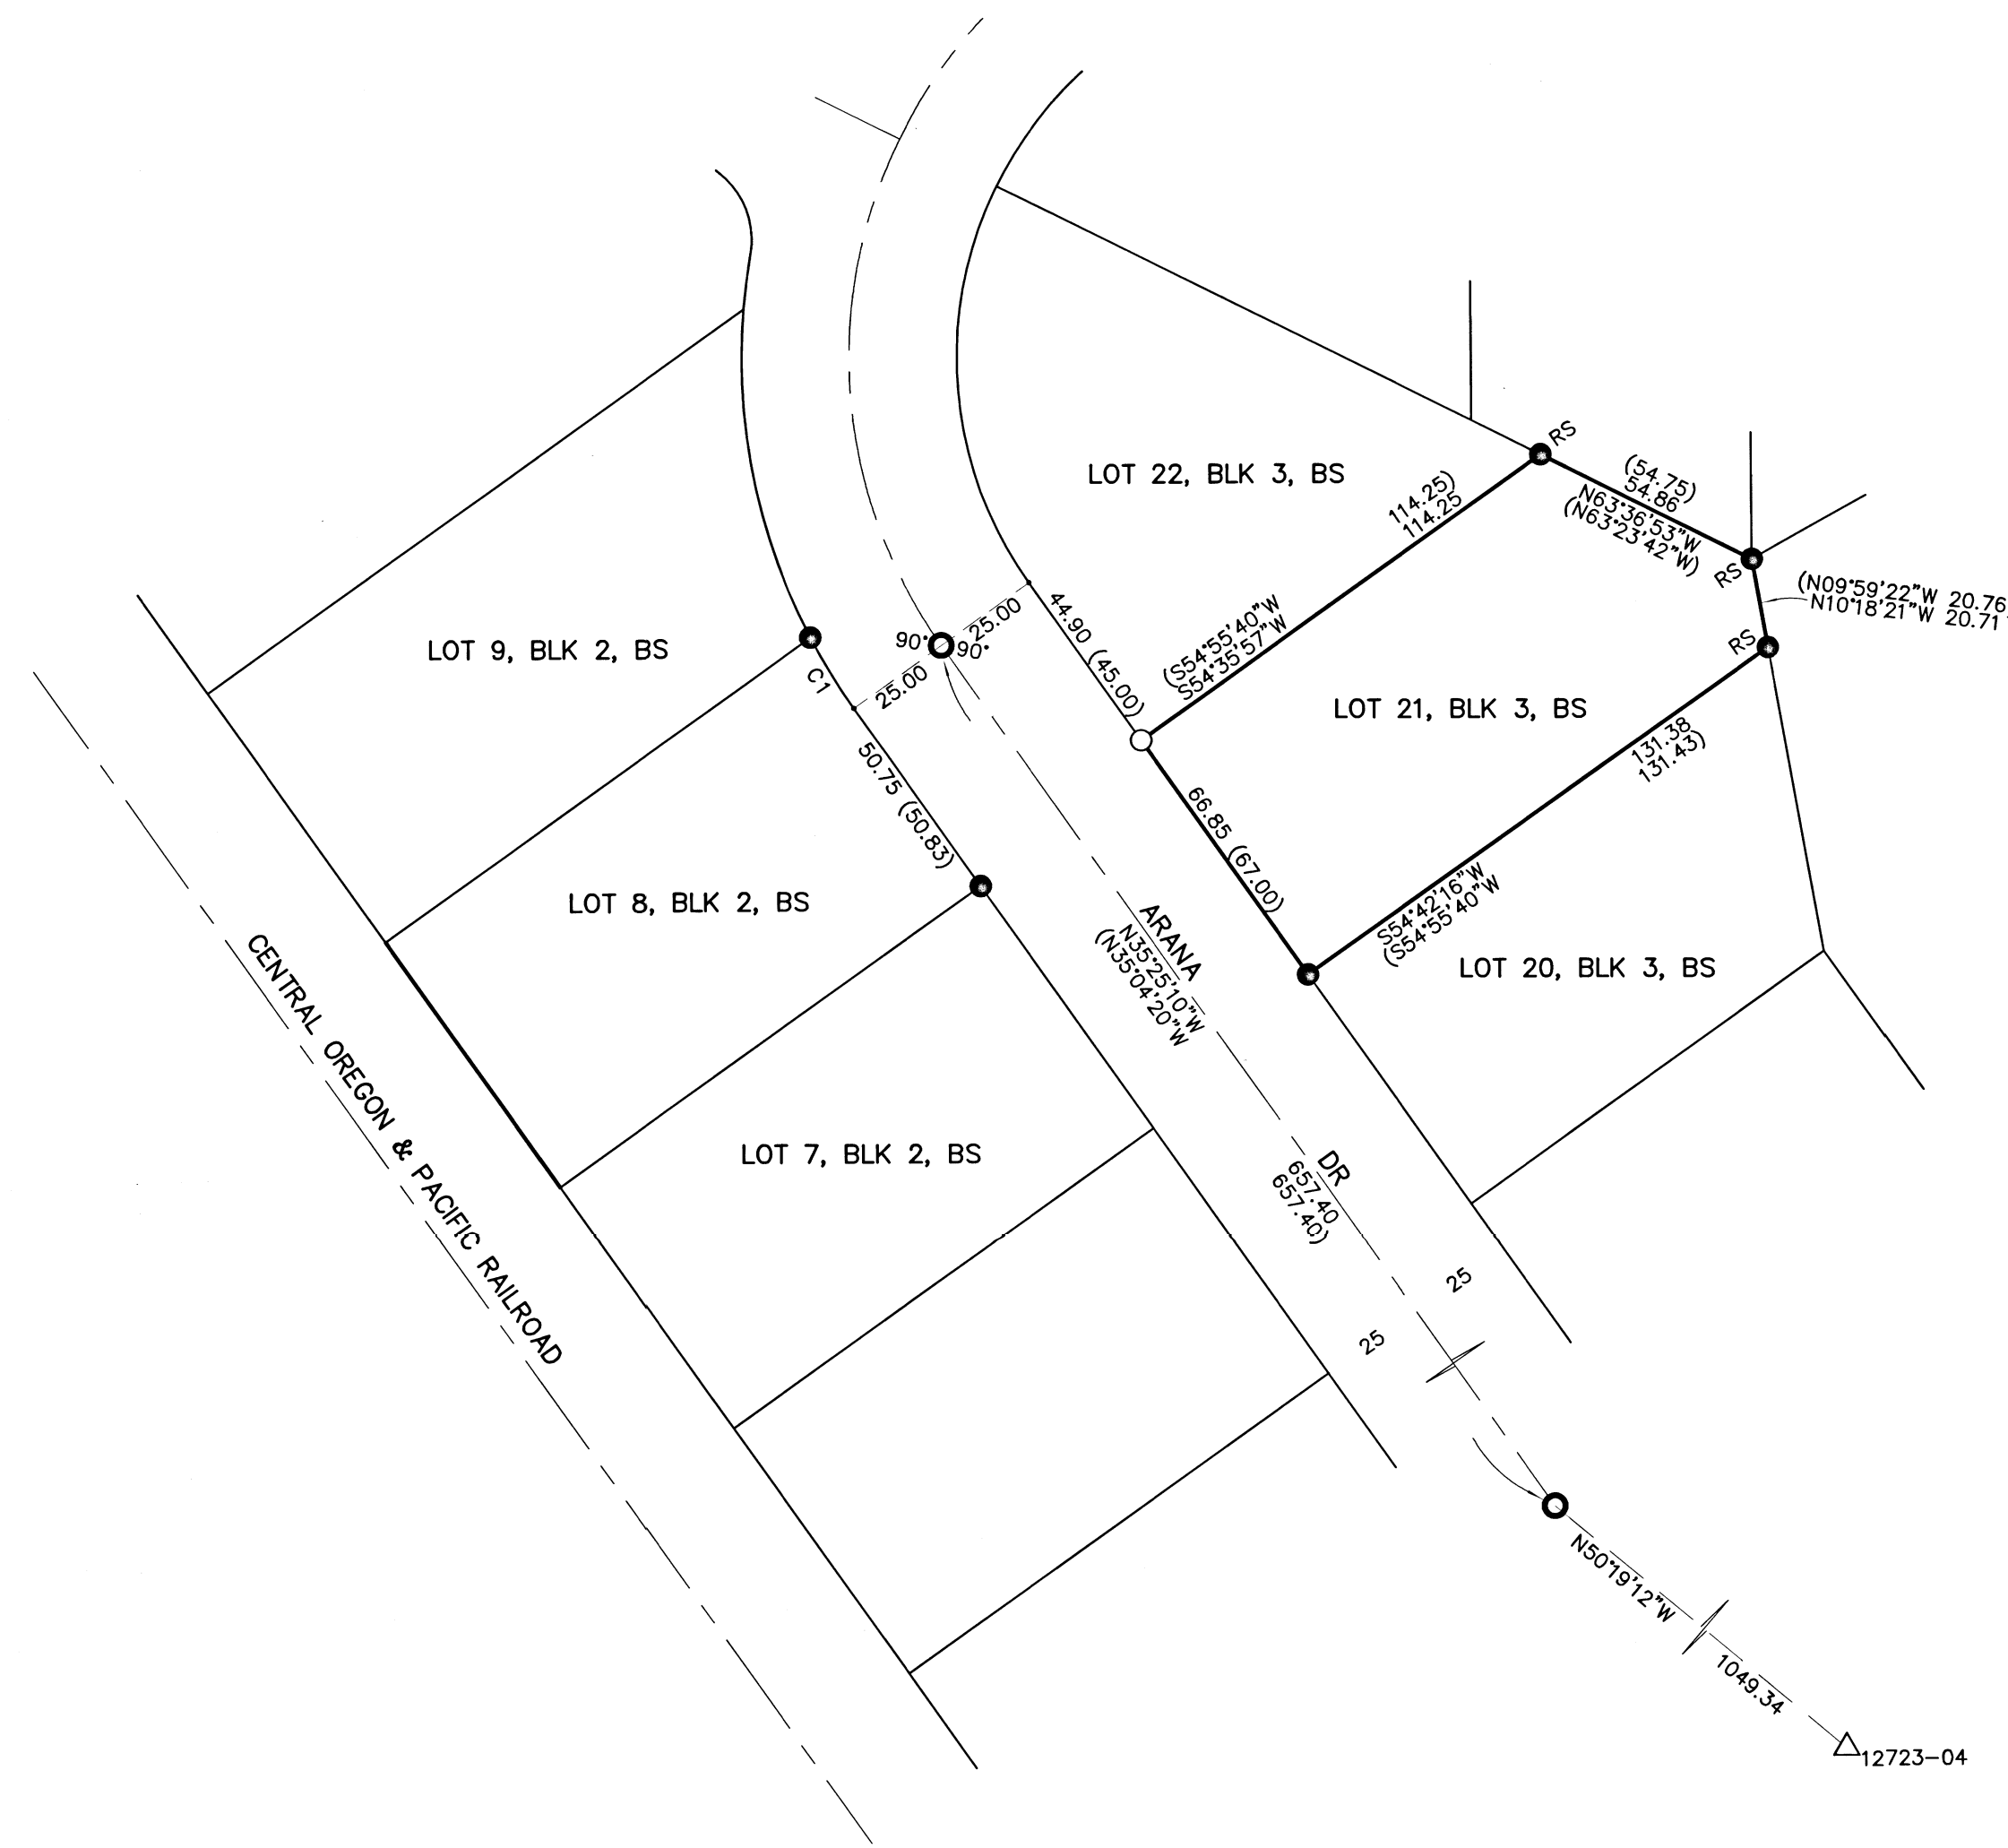 RS
(54.75)
54.86
LOT 22, BLK 3, BS
N63°36'53"W
(N63°23'42"W)
114.25)
114.25
RS
(N09°59'22"W 20.76
N10°18'21"W 20.71
25.00
44.90 (45.00)
(S54°55'40"W
S54°35'57"W
RS
90°
90°
LOT 9, BLK 2, BS
C1
25.00
LOT 21, BLK 3, BS
131.38
131.43)
50.75 (50.83)
66.85 (67.00)
LOT 8, BLK 2, BS
S54°42'16"W
(S54°55'40"W
ARANA
N35°25'10"W
(N35°04'20"W
LOT 20, BLK 3, BS
CENTRAL OREGON & PACIFIC RAILROAD
LOT 7, BLK 2, BS
DR
657.40
657.40)
25
25
N50°19'12"W
1049.34
12723-04